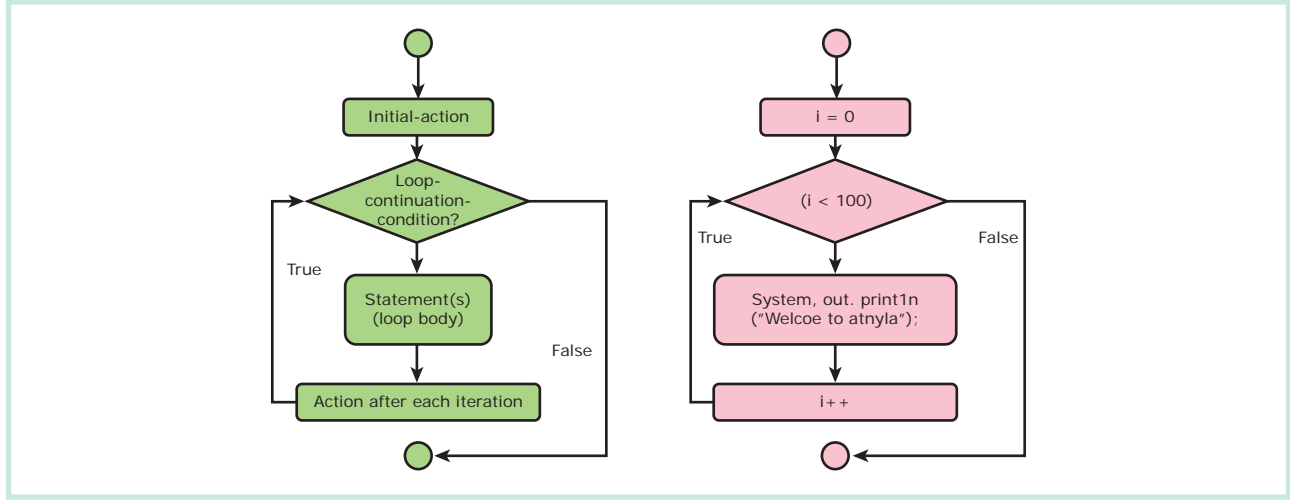 Initial-action
Loop-
continuation-
condition?
True
Statement(s)
(loop body)
False
Action after each iteration
i = 0
(i < 100)
True
False
System, out. print1n
("Welcoe to atnyla");
i++